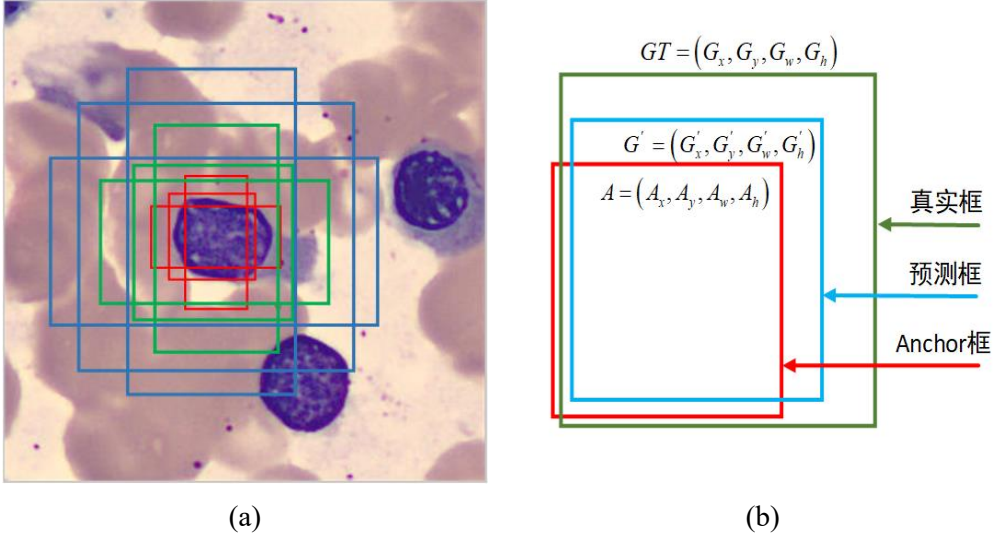 GT = (G_x, G_y, G_w, G_h)
G' = (G'_x, G'_y, G'_w, G'_h)
A = (A_x, A_y, A_w, A_h)
真实框
预测框
Anchor框
(a)
(b)